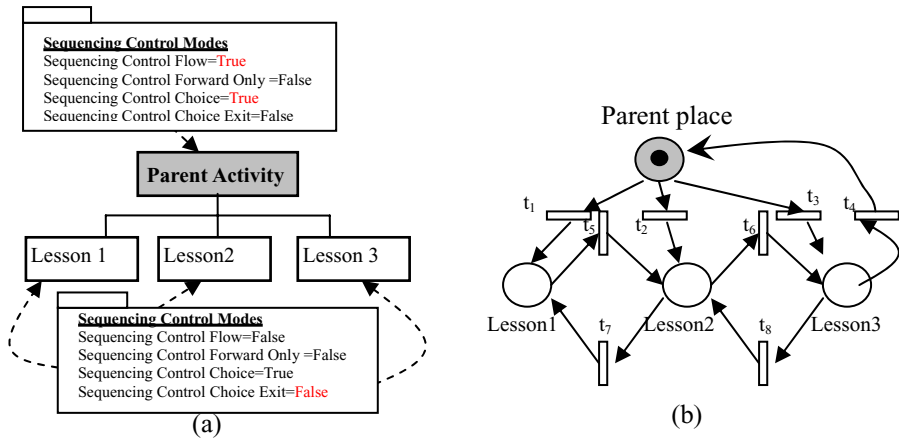 Sequencing Control Modes
Sequencing Control Flow=True
Sequencing Control Forward Only =False
Sequencing Control Choice=True
Sequencing Control Choice Exit=False
Parent Activity
Lesson 1
Lesson2
Lesson 3
Sequencing Control Modes
Sequencing Control Flow=False
Sequencing Control Forward Only =False
Sequencing Control Choice=True
Sequencing Control Choice Exit=False
(a)
Parent place
t1
t5
t2
t6
t3
t4
Lesson1
t7
Lesson2
t8
Lesson3
(b)